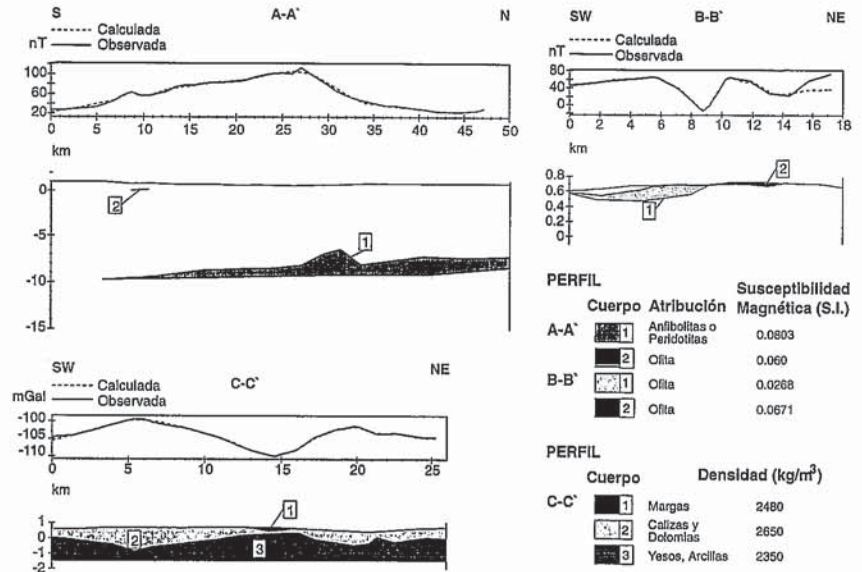 S A-A` N
---- Calculada
nT — Observada
100
60
20
0 5 10 15 20 25 30 35 40 45 50
km
0
-5
-10
-15
2
1
SW B-B` NE
---- Calculada
nT — Observada
80
40
0
0 2 4 6 8 10 12 14 16 18
km
0.8
0.6
0.4
0.2
0
2
1
PERFIL
Cuerpo Atribución Susceptibilidad Magnética (S.I.)
A-A` 1 Anfibolitas o Peridotitas 0.0803
2 Ofita 0.060
B-B` 1 Ofita 0.0268
2 Ofita 0.0671
SW C-C` NE
---- Calculada
mGal — Observada
-100
-105
-110
0 5 10 15 20 25
km
1
0
-1
-2
1
2
3
PERFIL
Cuerpo Densidad (kg/m³)
C-C` 1 Margas 2480
2 Calizas y Dolomias 2650
3 Yesos, Arcillas 2350